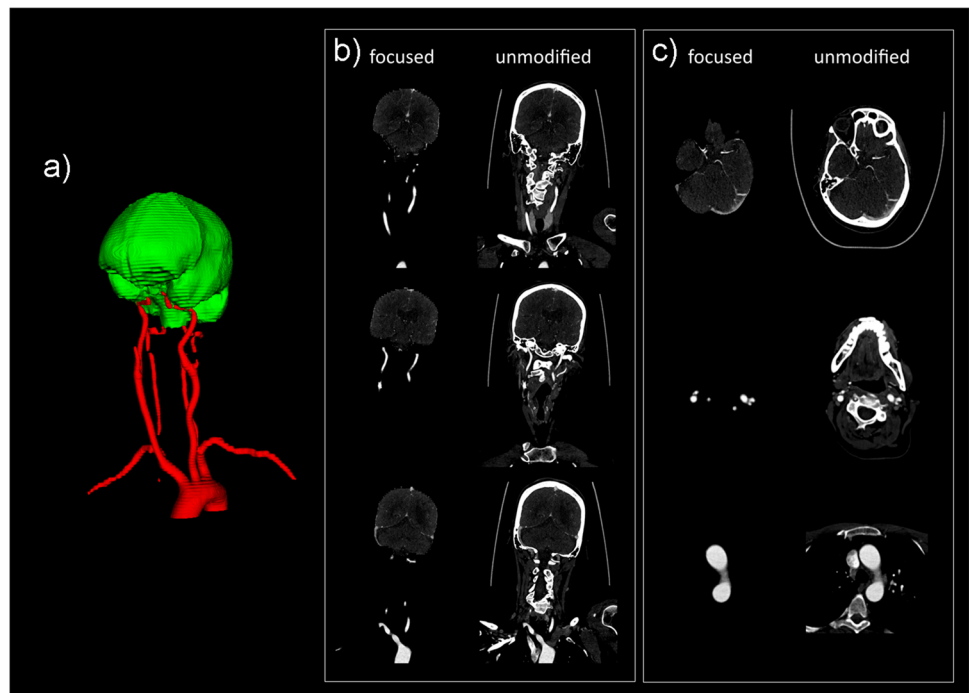 a)
b)
focused
unmodified
c)
focused
unmodified